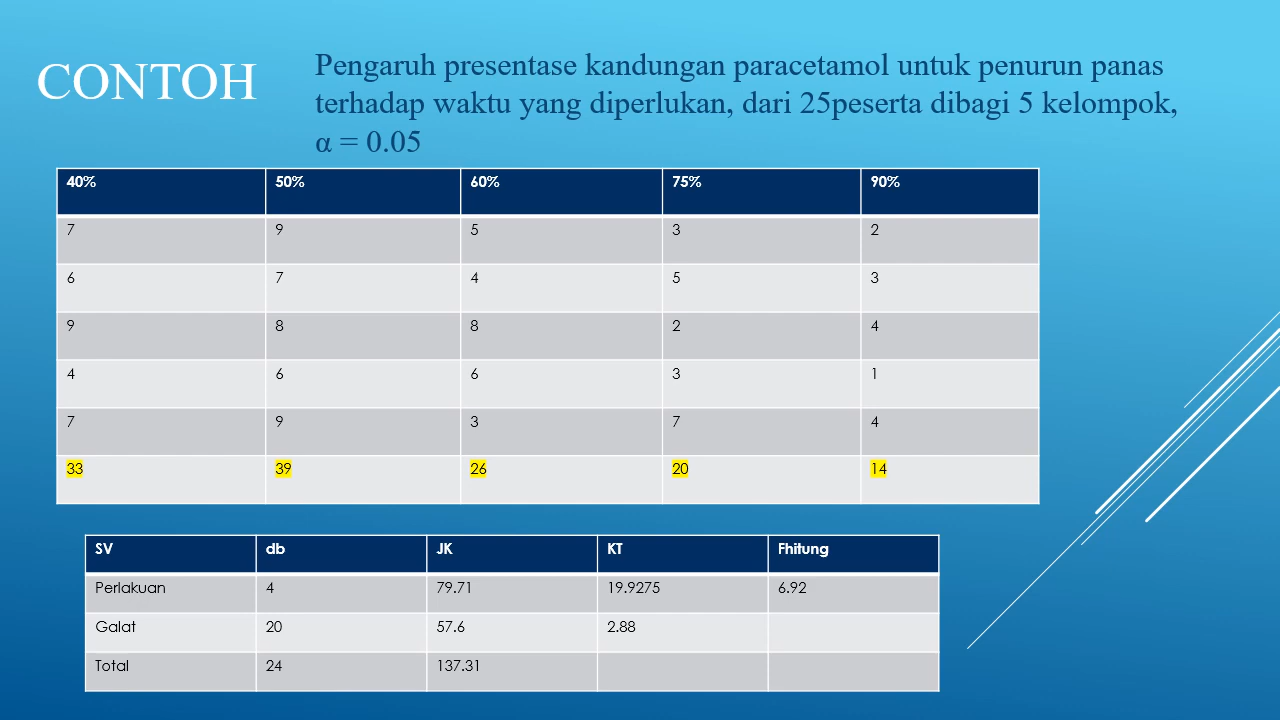 CONTOH
Pengaruh presentase kandungan paracetamol untuk penurun panas
terhadap waktu yang diperlukan, dari 25peserta dibagi 5 kelompok,
α = 0.05
40% 50% 60% 75% 90%
7 9 5 3 2
6 7 4 5 3
9 8 8 2 4
4 6 6 3 1
7 9 3 7 4
33 39 26 20 14
SV db JK KT Fhitung
Perlakuan 4 79.71 19.9275 6.92
Galat 20 57.6 2.88
Total 24 137.31